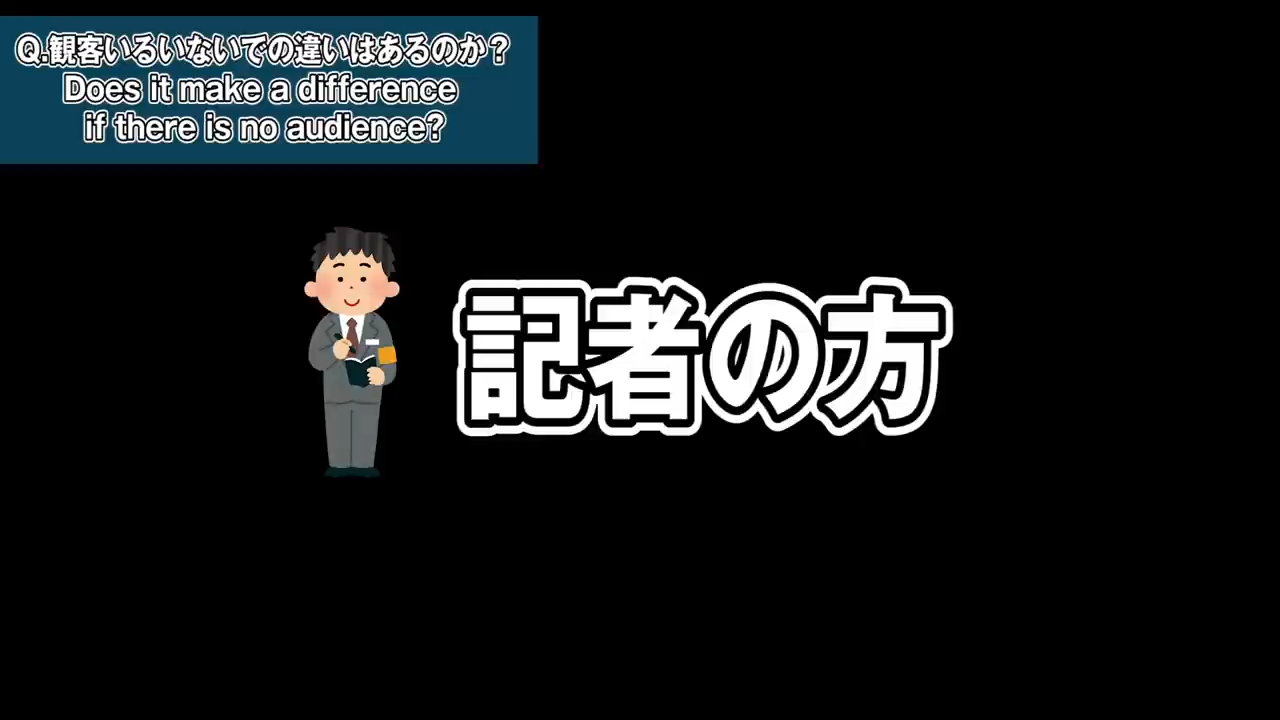 Q.観客いるいないでの違いはあるのか？
Does it make a difference
if there is no audience?
記者の方